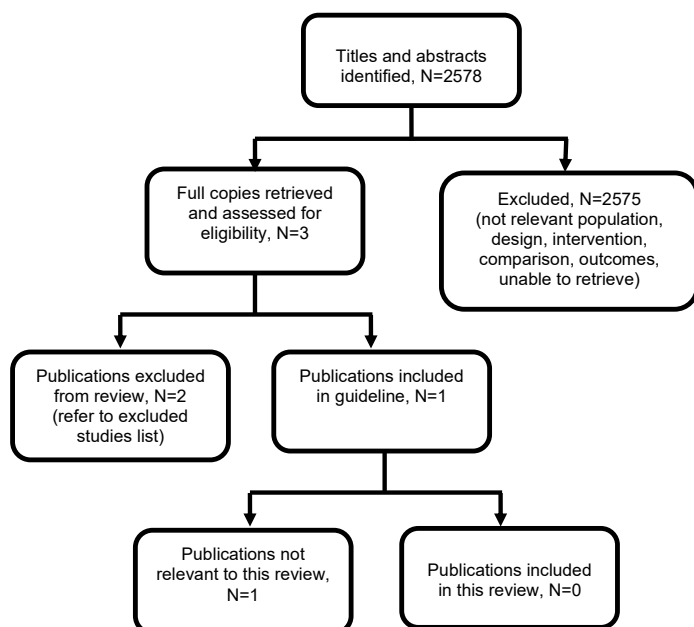 Titles and abstracts
identified, N=2578
Full copies retrieved
and assessed for
eligibility, N=3
Excluded, N=2575
(not relevant population,
design, intervention,
comparison, outcomes,
unable to retrieve)
Publications excluded
from review, N=2
(refer to excluded
studies list)
Publications included
in guideline, N=1
Publications not
relevant to this review,
N=1
Publications included
in this review, N=0